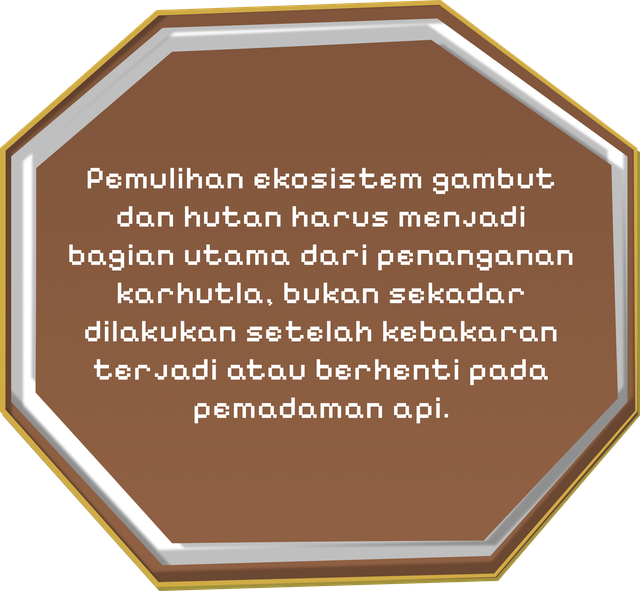 Pemulihan ekosistem gambut
dan hutan harus menjadi
bagian utama dari penanganan
karhutla, bukan sekadar
dilakukan setelah kebakaran
terjadi atau berhenti pada
pemadaman api.